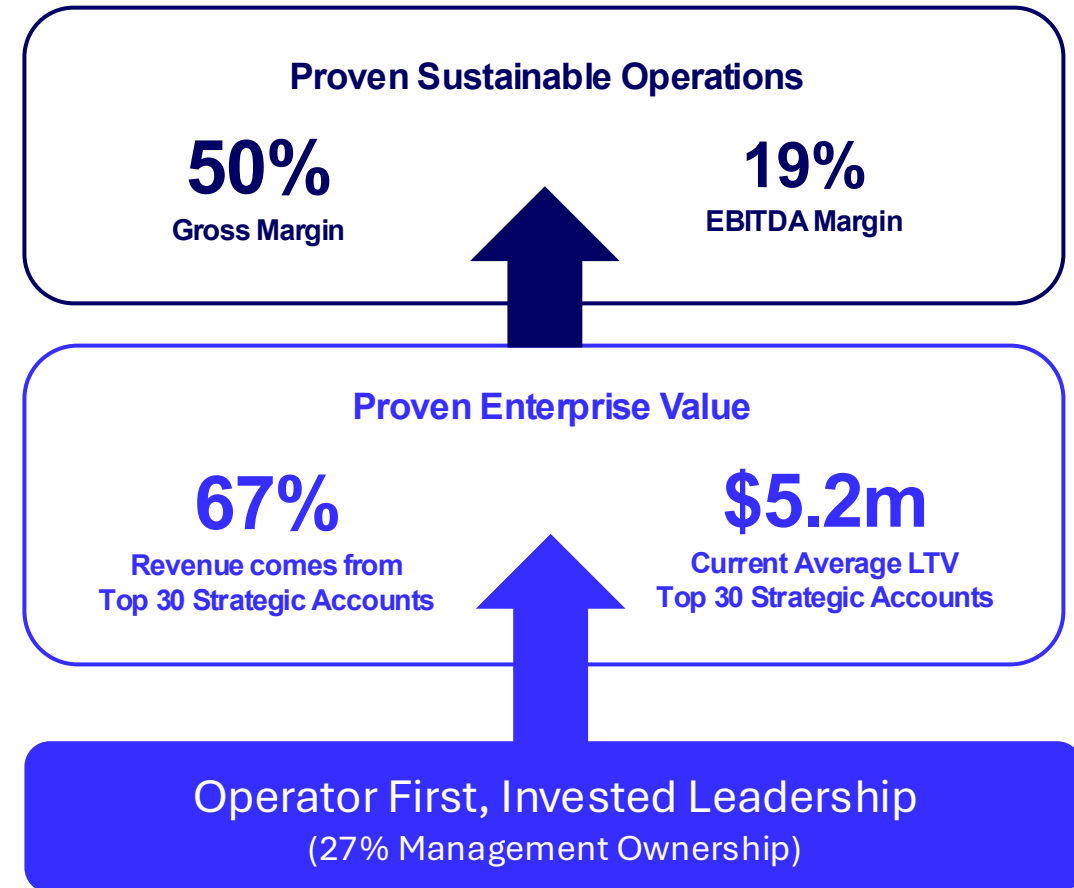 Proven Sustainable Operations
50%
Gross Margin
19%
EBITDA Margin
Proven Enterprise Value
67%
Revenue comes from
Top 30 Strategic Accounts
$5.2m
Current Average LTV
Top 30 Strategic Accounts
Operator First, Invested Leadership
(27% Management Ownership)